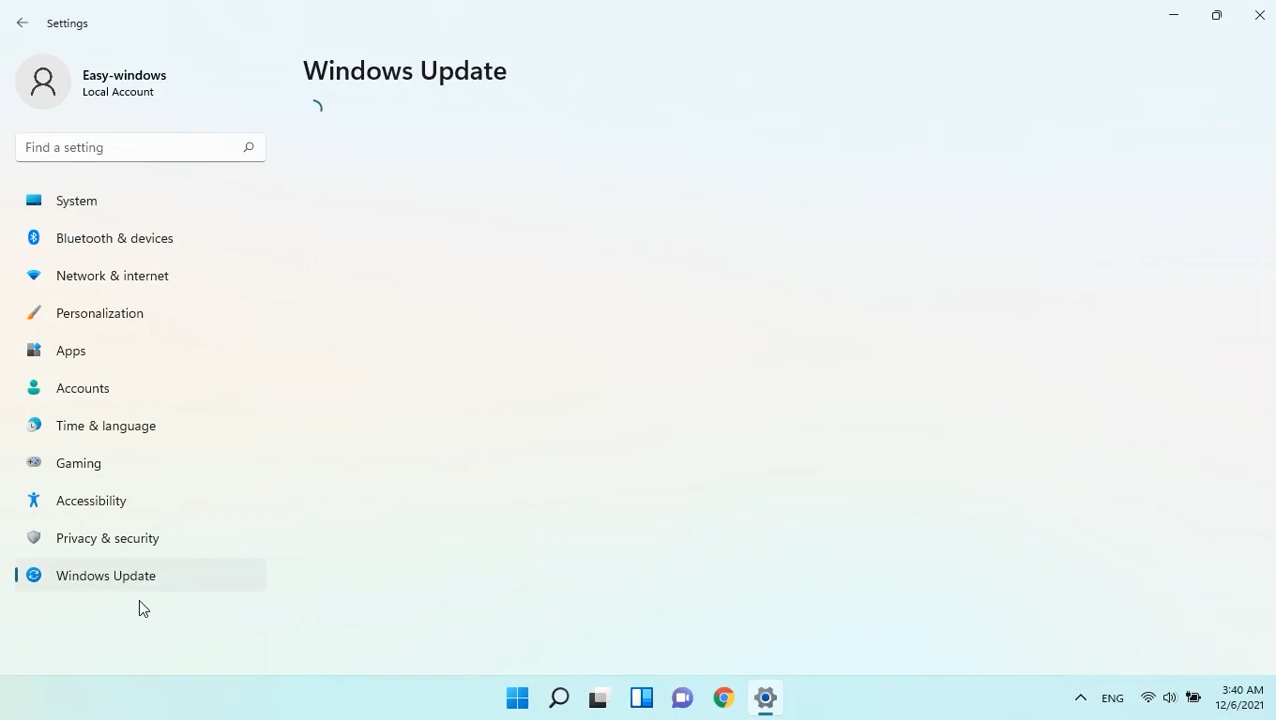 Settings
Easy-windows
Local Account
Find a setting
System
Bluetooth & devices
Network & internet
Personalization
Apps
Accounts
Time & language
Gaming
Accessibility
Privacy & security
Windows Update
Windows Update
ENG
3:40 AM
12/6/2021